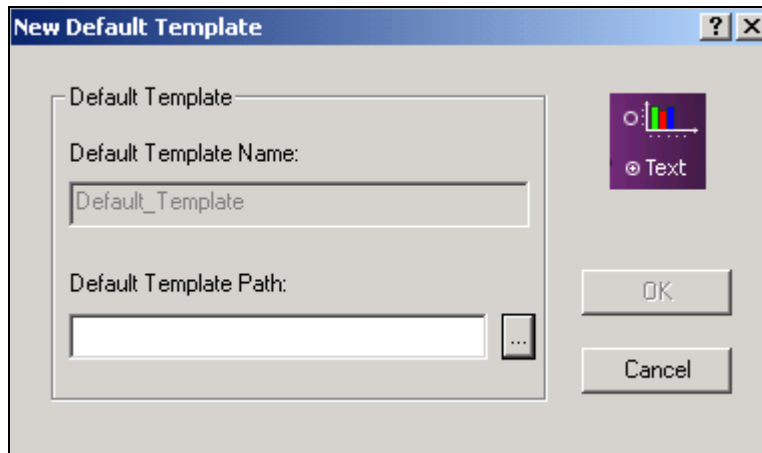 New Default Template
Default Template
Default Template Name:
Default_Template
Default Template Path:
...
Text
OK
Cancel